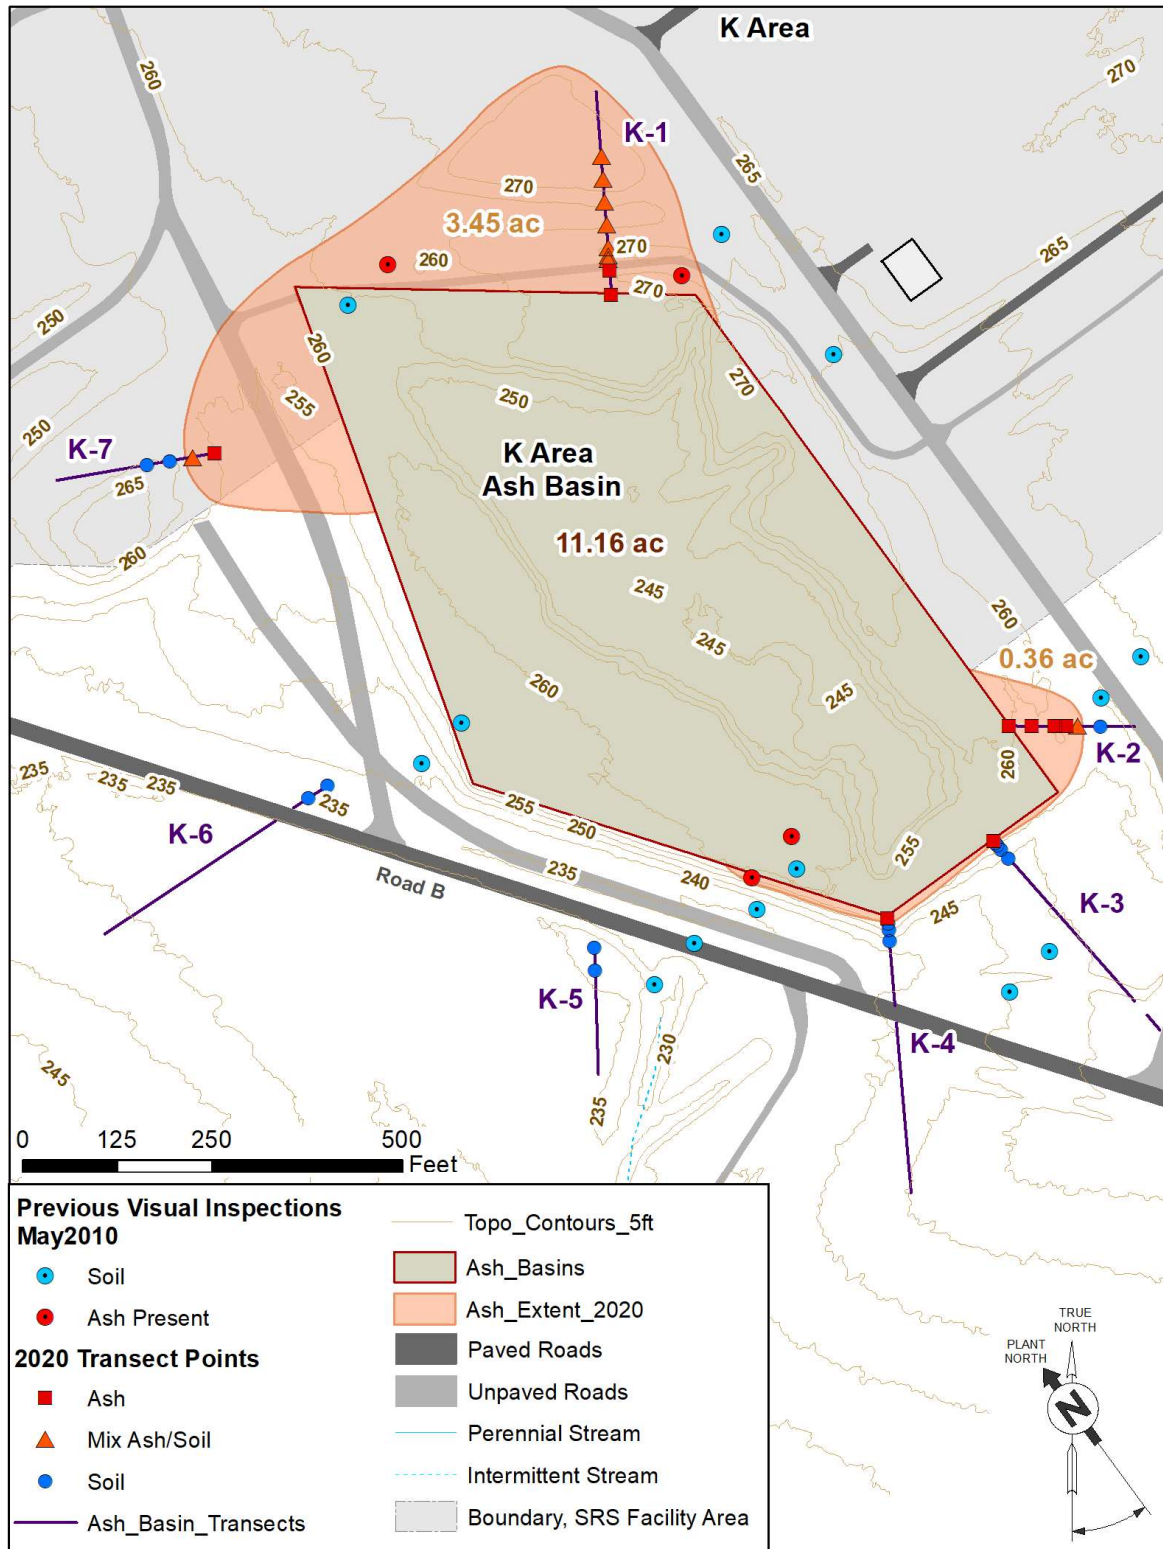 K Area
260
270
K-1
265
270
3.45 ac
270
260
265
270
250
260
270
250
255
250
K Area
Ash Basin
K-7
265
11.16 ac
260
245
260
0.36 ac
245
260
245
K-2
260
235
235
235
235
255
250
255
K-6
235
240
245
K-3
Road B
K-5
K-4
230
245
235
0
125
250
500
Feet
Previous Visual Inspections
May2010
Soil
Ash Present
2020 Transect Points
Ash
Mix Ash/Soil
Soil
Ash_Basin_Transects
Topo_Contours_5ft
Ash_Basins
Ash_Extent_2020
Paved Roads
Unpaved Roads
Perennial Stream
Intermittent Stream
Boundary, SRS Facility Area
TRUE
NORTH
PLANT
NORTH
N